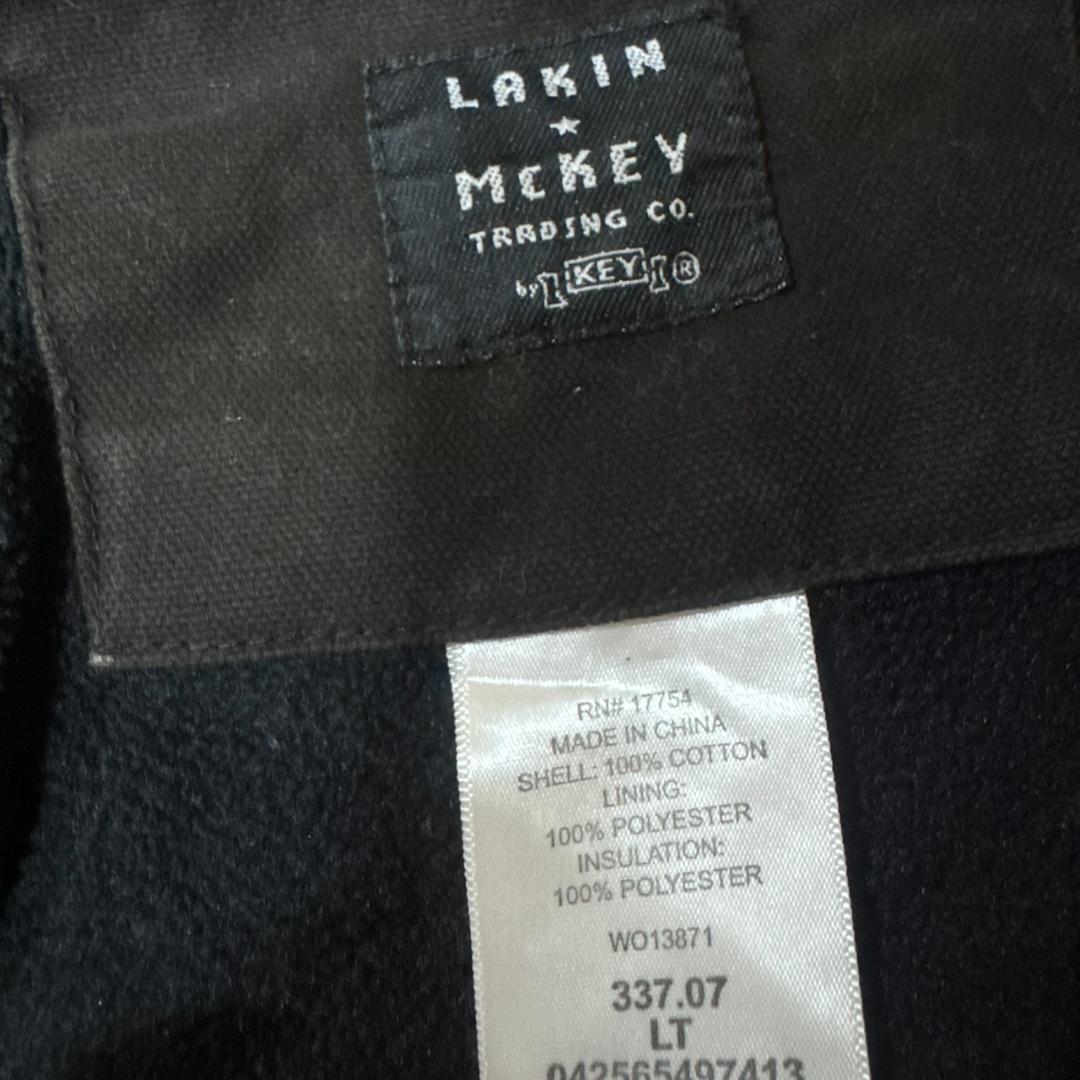 LAKIN
★
McKEY
TRADING CO.
by KEY ®
RN# 17754
MADE IN CHINA
SHELL: 100% COTTON
LINING:
100% POLYESTER
INSULATION:
100% POLYESTER
WO13871
337.07
LT
042565497413